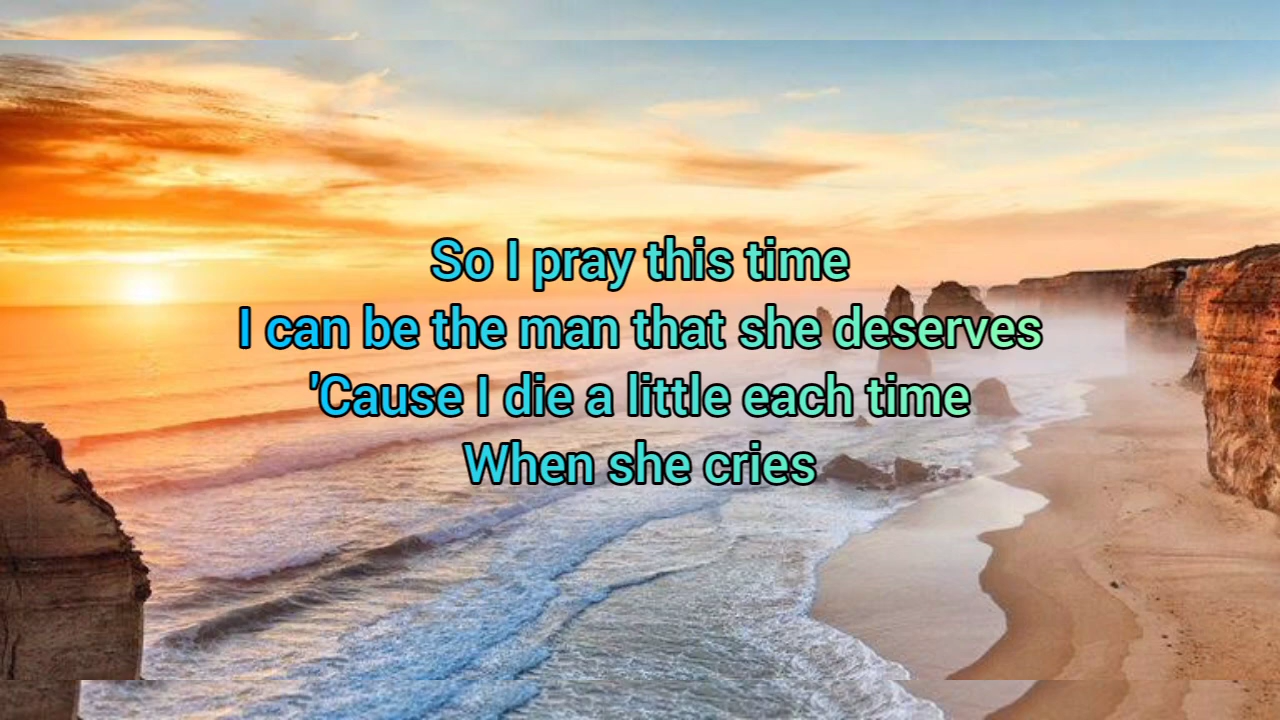 So I pray this time
I can be the man that she deserves
'Cause I die a little each time
When she cries